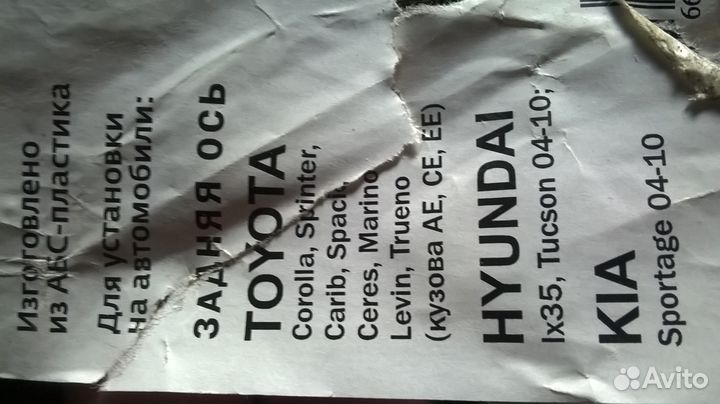 Изготовлено
из АБС-пластика
Для установки
на автомобили:
ЗАДНЯЯ ОСЬ
TOYOTA
Corolla, Sprinter,
Carib, Spacio,
Ceres, Marino
Levin, Trueno
(кузова AE, CE, EE)
HYUNDAI
Ix35, Tucson 04-10;
KIA
Sportage 04-10
Avito